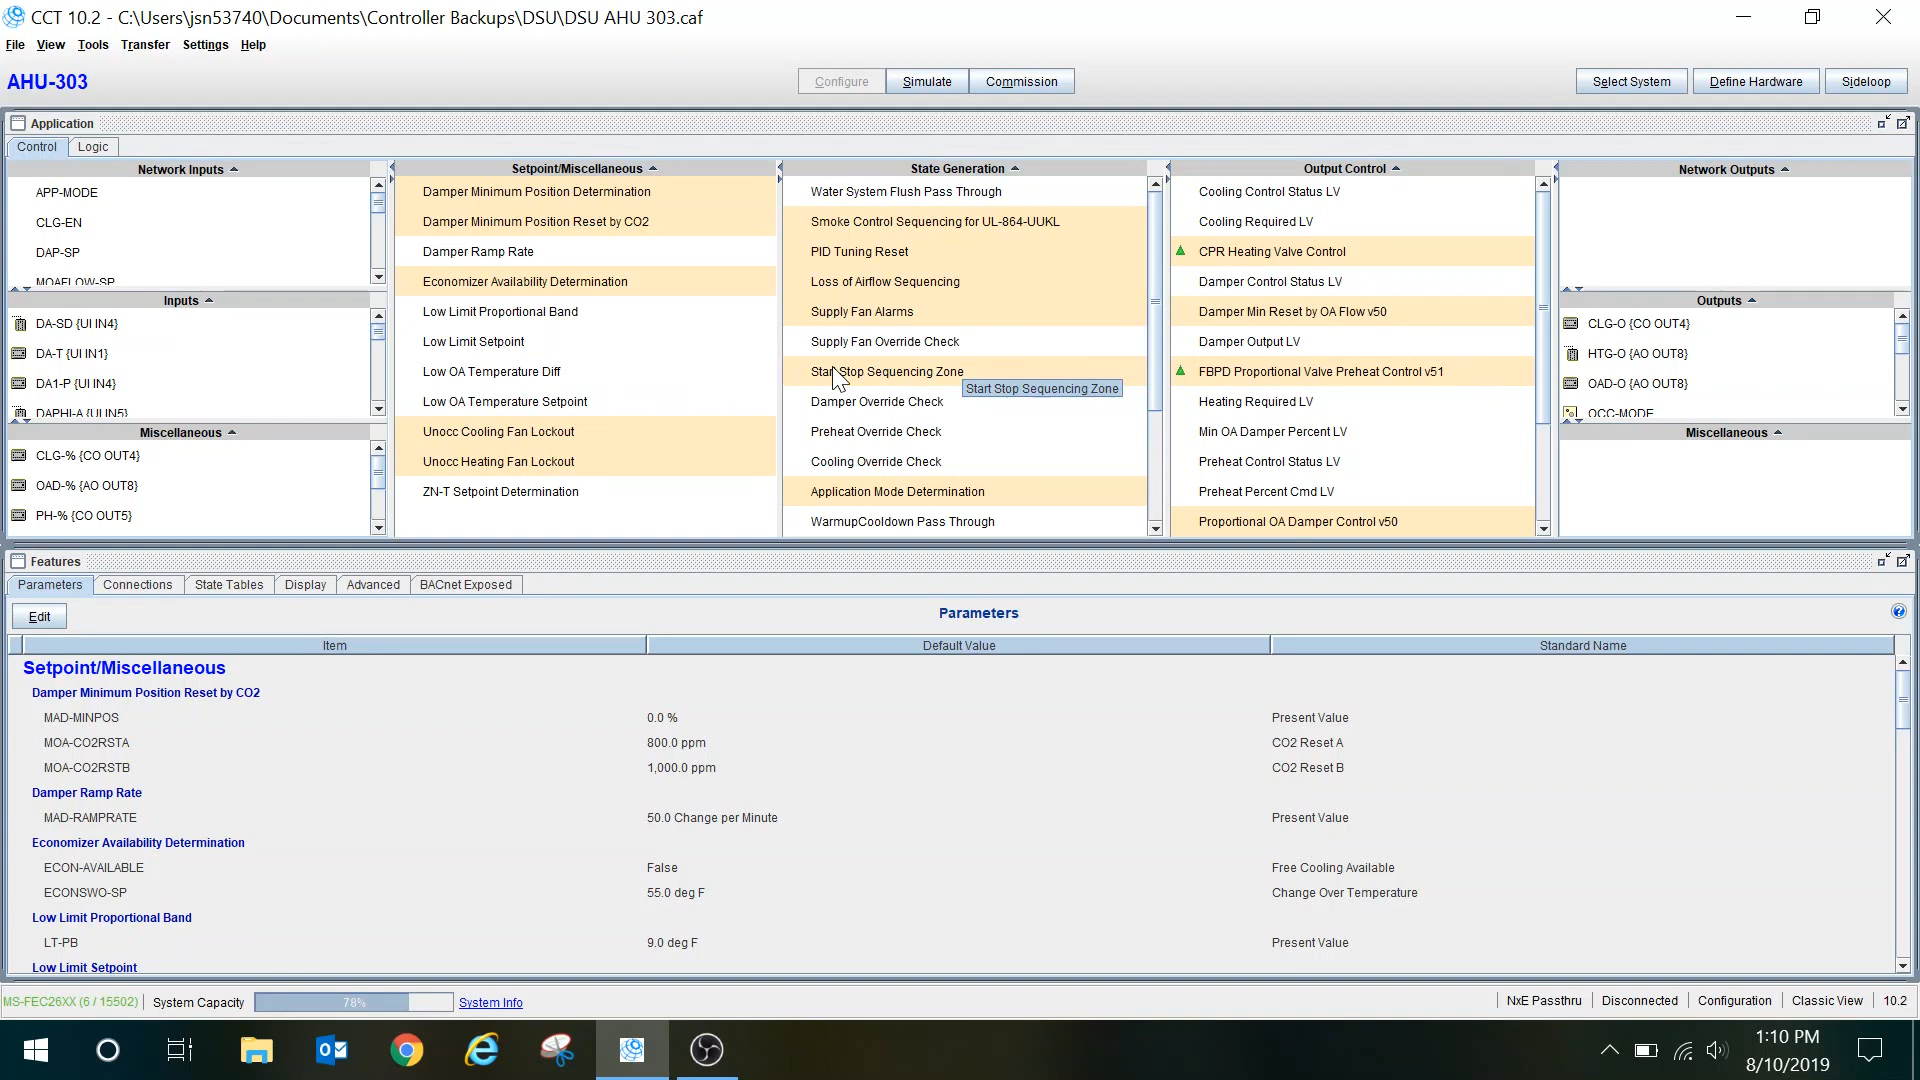 CCT 10.2 - C:\Users\jsn53740\Documents\Controller Backups\DSU\DSU AHU 303.caf
File View Tools Transfer Settings Help
AHU-303
Configure Simulate Commission
Select System Define Hardware Sideloop
Application
Control Logic
Network Inputs
APP-MODE
CLG-EN
DAP-SP
MOAFLOW-SP
Inputs
DA-SD {UI IN4}
DA-T {UI IN1}
DA1-P {UI IN4}
DAPHI-A {UI IN5}
Miscellaneous
CLG-% {CO OUT4}
OAD-% {AO OUT8}
PH-% {CO OUT5}
Setpoint/Miscellaneous
Damper Minimum Position Determination
Damper Minimum Position Reset by CO2
Damper Ramp Rate
Economizer Availability Determination
Low Limit Proportional Band
Low Limit Setpoint
Low OA Temperature Diff
Low OA Temperature Setpoint
Unocc Cooling Fan Lockout
Unocc Heating Fan Lockout
ZN-T Setpoint Determination
State Generation
Water System Flush Pass Through
Smoke Control Sequencing for UL-864-UUKL
PID Tuning Reset
Loss of Airflow Sequencing
Supply Fan Alarms
Supply Fan Override Check
Start Stop Sequencing Zone
Start Stop Sequencing Zone
Damper Override Check
Preheat Override Check
Cooling Override Check
Application Mode Determination
WarmupCooldown Pass Through
Output Control
Cooling Control Status LV
Cooling Required LV
CPR Heating Valve Control
Damper Control Status LV
Damper Min Reset by OA Flow v50
Damper Output LV
FBPD Proportional Valve Preheat Control v51
Heating Required LV
Min OA Damper Percent LV
Preheat Control Status LV
Preheat Percent Cmd LV
Proportional OA Damper Control v50
Network Outputs
Outputs
CLG-O {CO OUT4}
HTG-O {AO OUT8}
OAD-O {AO OUT8}
OCC-MODE
Miscellaneous
Features
Parameters Connections State Tables Display Advanced BACnet Exposed
Edit Parameters
Item Default Value Standard Name
Setpoint/Miscellaneous
Damper Minimum Position Reset by CO2
MAD-MINPOS 0.0 % Present Value
MOA-CO2RSTA 800.0 ppm CO2 Reset A
MOA-CO2RSTB 1,000.0 ppm CO2 Reset B
Damper Ramp Rate
MAD-RAMPRATE 50.0 Change per Minute Present Value
Economizer Availability Determination
ECON-AVAILABLE False Free Cooling Available
ECONSWO-SP 55.0 deg F Change Over Temperature
Low Limit Proportional Band
LT-PB 9.0 deg F Present Value
Low Limit Setpoint
MS-FEC26XX (6 / 15502) System Capacity 78% System Info NxE Passthru Disconnected Configuration Classic View 10.2
1:10 PM
8/10/2019